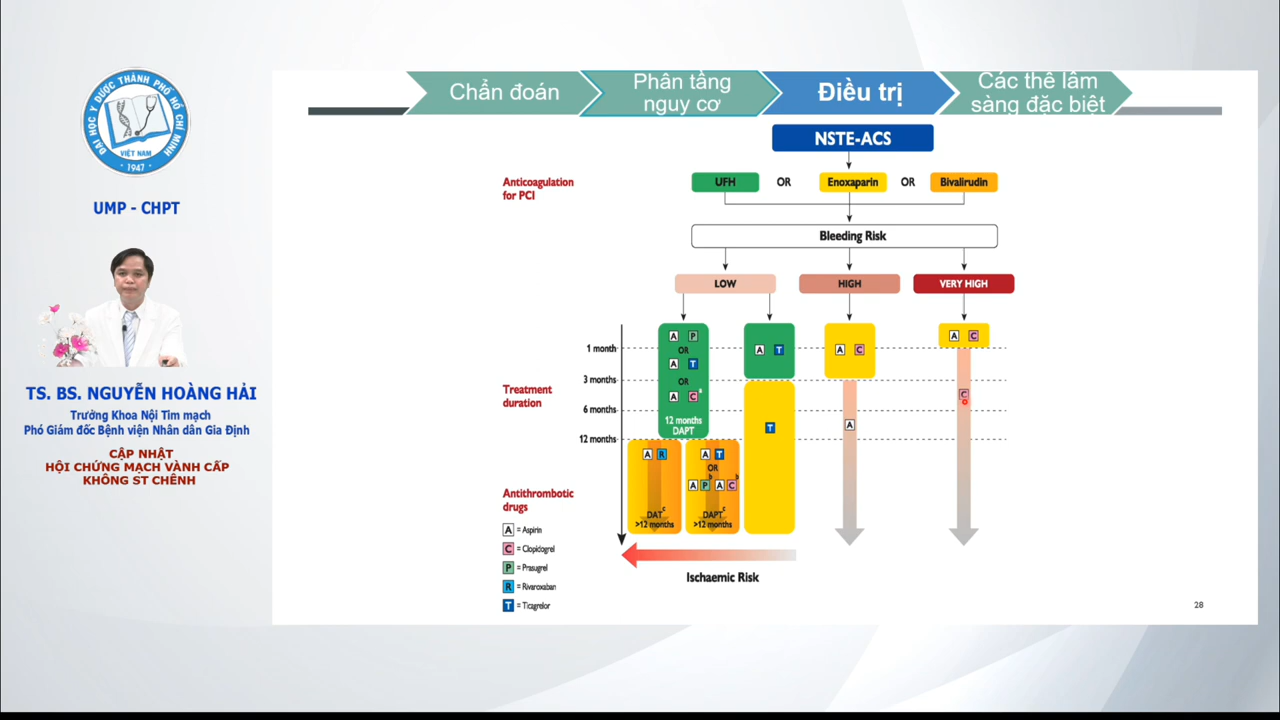 ĐẠI HỌC Y DƯỢC THÀNH PHỐ HỒ CHÍ MINH
VIỆT NAM
1947
UMP - CHPT
TS. BS. NGUYỄN HOÀNG HẢI
Trưởng Khoa Nội Tim mạch
Phó Giám đốc Bệnh viện Nhân dân Gia Định
CẬP NHẬT
HỘI CHỨNG MẠCH VÀNH CẤP
KHÔNG ST CHÊNH
Chẩn đoán
Phân tầng
nguy cơ
Điều trị
Các thể lâm
sàng đặc biệt
NSTE-ACS
Anticoagulation
for PCI
UFH OR Enoxaparin OR Bivalirudin
Bleeding Risk
LOW HIGH VERY HIGH
1 month
3 months
6 months
12 months
Treatment
duration
A P
OR
A T
OR
A C a
12 months
DAPT
A T
T
A C
A
A C
C
A R
DAT c
>12 months
A T
OR
A P b A C b
DAPT c
>12 months
Ischaemic Risk
Antithrombotic
drugs
A = Aspirin
C = Clopidogrel
P = Prasugrel
R = Rivaroxaban
T = Ticagrelor
28